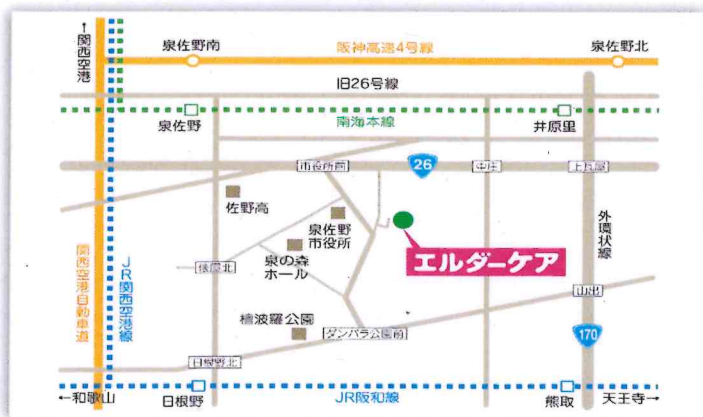 ↑関西空港
泉佐野南
阪神高速4号線
泉佐野北
旧26号線
泉佐野
南海本線
井原里
市役所前
26
中庄
上瓦屋
佐野高
泉佐野
市役所
泉の森
ホール
エルダーケア
外環状線
関西空港自動車道
JR関西空港線
俵屋北
山出
檀波羅公園
ダンバラ公園前
170
日根野北
←和歌山
日根野
JR阪和線
熊取
天王寺→